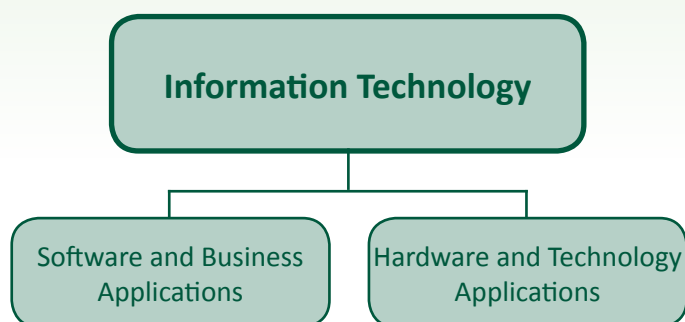 Information Technology
Software and Business
Applications
Hardware and Technology
Applications